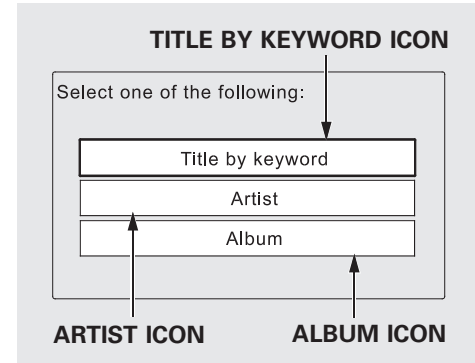 TITLE BY KEYWORD ICON
Select one of the following:
Title by keyword
Artist
Album
ARTIST ICON
ALBUM ICON